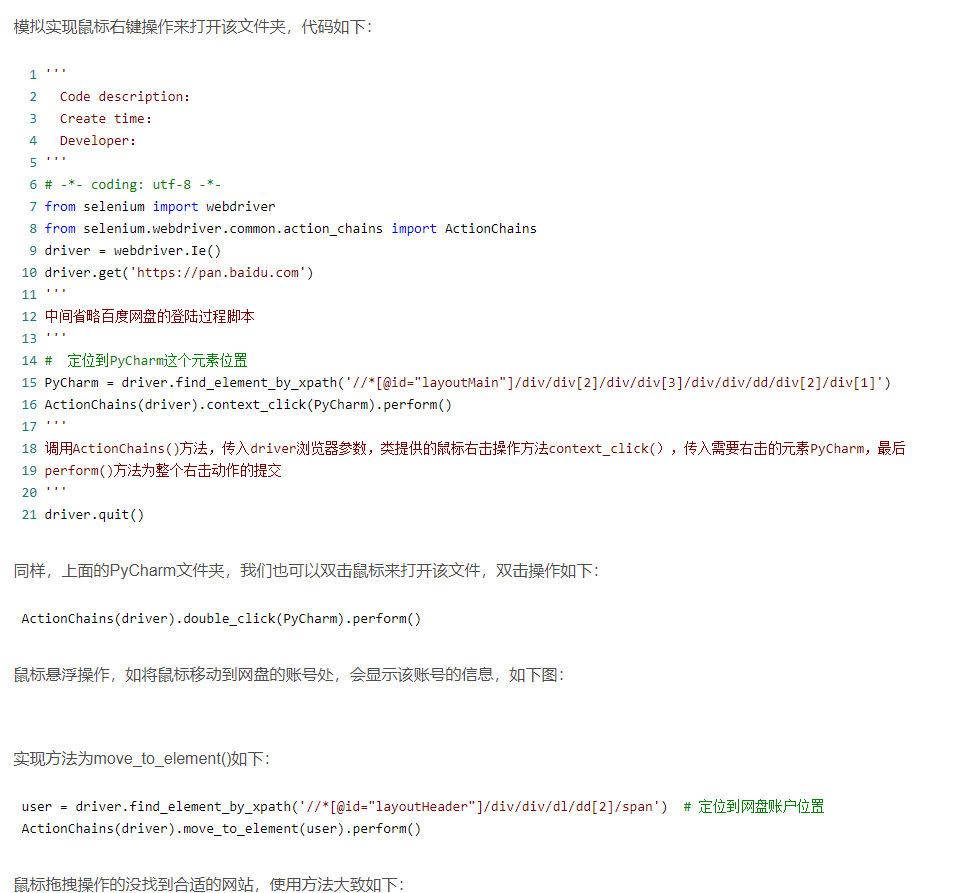 模拟实现鼠标右键操作来打开该文件夹，代码如下：
1 '''
2   Code description:
3   Create time:
4   Developer:
5 '''
6 # -*- coding: utf-8 -*-
7 from selenium import webdriver
8 from selenium.webdriver.common.action_chains import ActionChains
9 driver = webdriver.Ie()
10 driver.get('https://pan.baidu.com')
11 '''
12 中间省略百度网盘的登陆过程脚本
13 '''
14 #  定位到PyCharm这个元素位置
15 PyCharm = driver.find_element_by_xpath('//*[@id="layoutMain"]/div/div[2]/div/div[3]/div/div/dd/div[2]/div[1]')
16 ActionChains(driver).context_click(PyCharm).perform()
17 '''
18 调用ActionChains()方法，传入driver浏览器参数，类提供的鼠标右击操作方法context_click(），传入需要右击的元素PyCharm，最后
19 perform()方法为整个右击动作的提交
20 '''
21 driver.quit()
同样，上面的PyCharm文件夹，我们也可以双击鼠标来打开该文件，双击操作如下：
ActionChains(driver).double_click(PyCharm).perform()
鼠标悬浮操作，如将鼠标移动到网盘的账号处，会显示该账号的信息，如下图：
实现方法为move_to_element()如下：
user = driver.find_element_by_xpath('//*[@id="layoutHeader"]/div/div/dl/dd[2]/span')  # 定位到网盘账户位置
ActionChains(driver).move_to_element(user).perform()
鼠标拖拽操作的没找到合适的网站，使用方法大致如下：